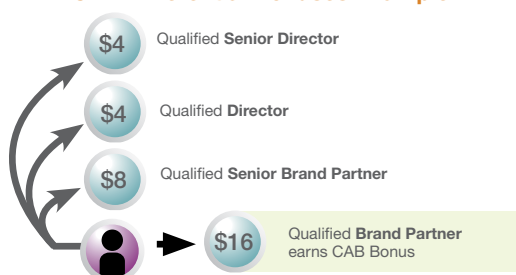 $4 Qualified Senior Director
$4 Qualified Director
$8 Qualified Senior Brand Partner
$16 Qualified Brand Partner
earns CAB Bonus